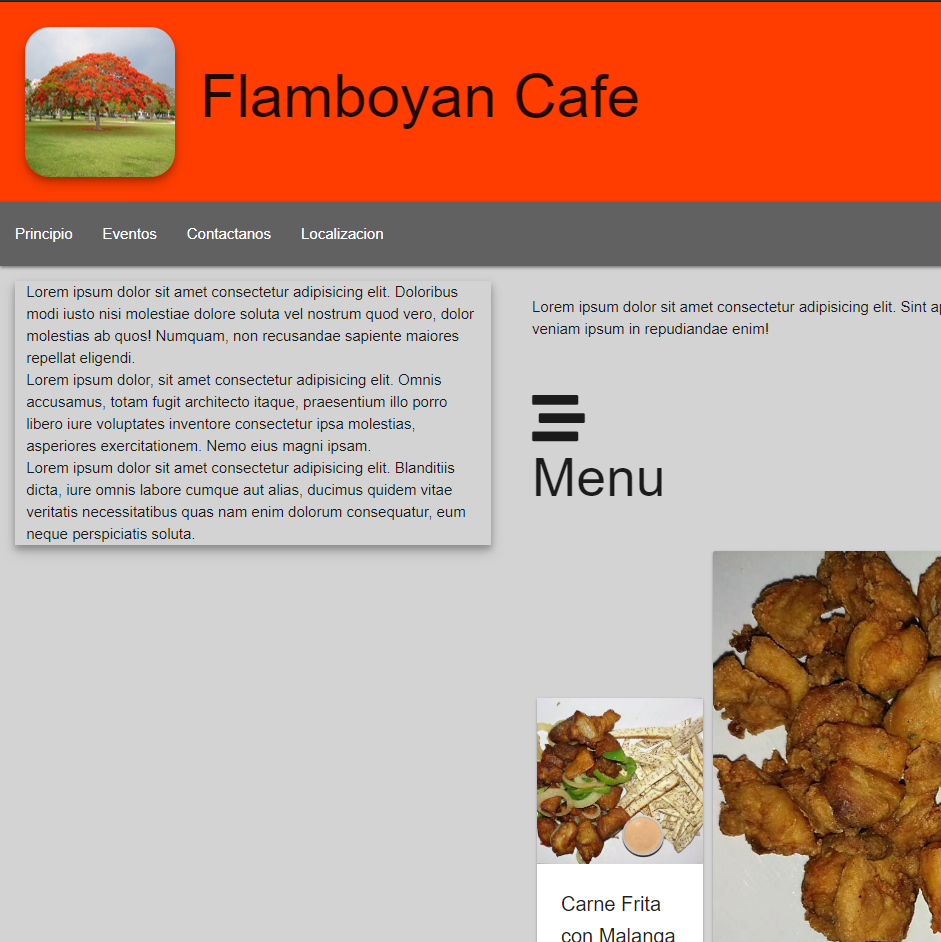 Flamboyan Cafe
Principio Eventos Contactanos Localizacion
Lorem ipsum dolor sit amet consectetur adipisicing elit. Doloribus
modi iusto nisi molestiae dolore soluta vel nostrum quod vero, dolor
molestias ab quos! Numquam, non recusandae sapiente maiores
repellat eligendi.
Lorem ipsum dolor, sit amet consectetur adipisicing elit. Omnis
accusamus, totam fugit architecto itaque, praesentium illo porro
libero iure voluptates inventore consectetur ipsa molestias,
asperiores exercitationem. Nemo eius magni ipsam.
Lorem ipsum dolor sit amet consectetur adipisicing elit. Blanditiis
dicta, iure omnis labore cumque aut alias, ducimus quidem vitae
veritatis necessitatibus quas nam enim dolorum consequatur, eum
neque perspiciatis soluta.
Lorem ipsum dolor sit amet consectetur adipisicing elit. Sint
veniam ipsum in repudiandae enim!
Menu
Carne Frita
con Malanga